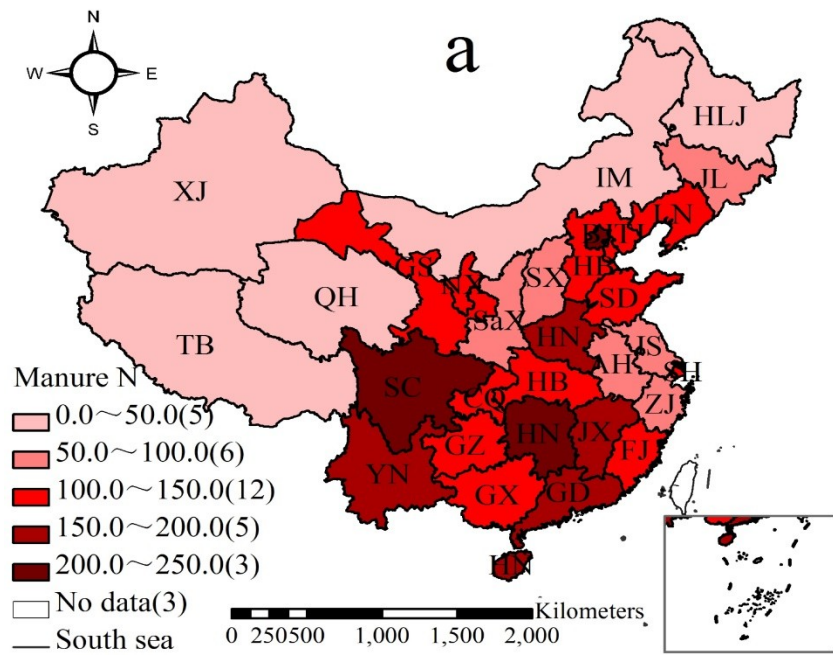 N
W E
S
a
HLJ
JL
IM
XJ
LN
BJ TJ
HB
GS
NX
SX
SD
QH
SaX
TB
HN
JS
AH
SH
SC
CQ
HB
ZJ
HN
JX
GZ
FJ
YN
GX
GD
HN
Manure N
0.0～50.0(5)
50.0～100.0(6)
100.0～150.0(12)
150.0～200.0(5)
200.0～250.0(3)
No data(3)
South sea
Kilometers
0 250500 1,000 1,500 2,000